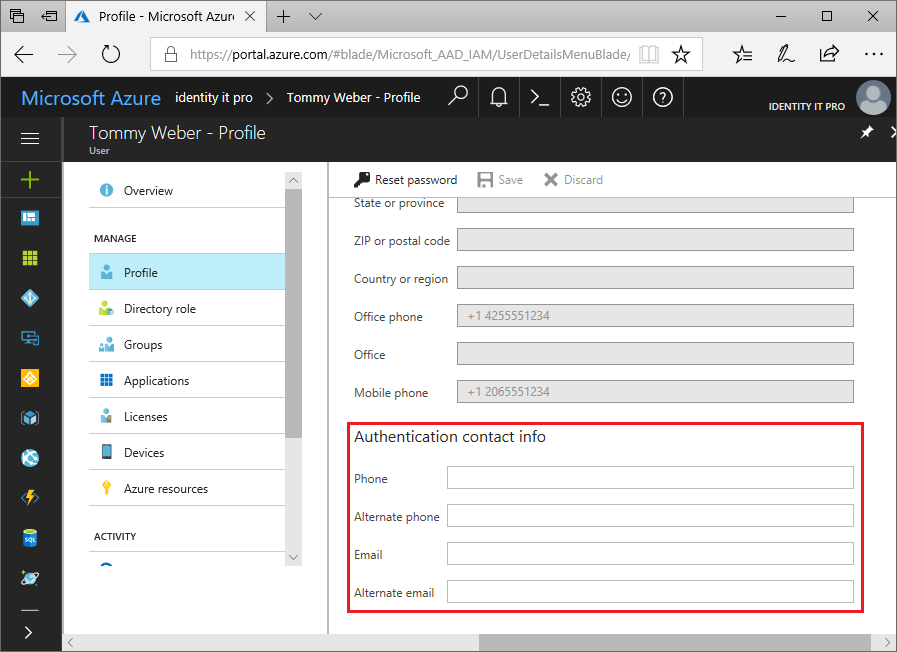 Profile - Microsoft Azur
https://portal.azure.com/#blade/Microsoft_AAD_IAM/UserDetailsMenuBlade/
Microsoft Azure identity it pro > Tommy Weber - Profile
IDENTITY IT PRO
Tommy Weber - Profile
User
Overview
MANAGE
Profile
Directory role
Groups
Applications
Licenses
Devices
Azure resources
ACTIVITY
SQL
Reset password Save Discard
State or province
ZIP or postal code
Country or region
Office phone +1 4255551234
Office
Mobile phone +1 2065551234
Authentication contact info
Phone
Alternate phone
Email
Alternate email